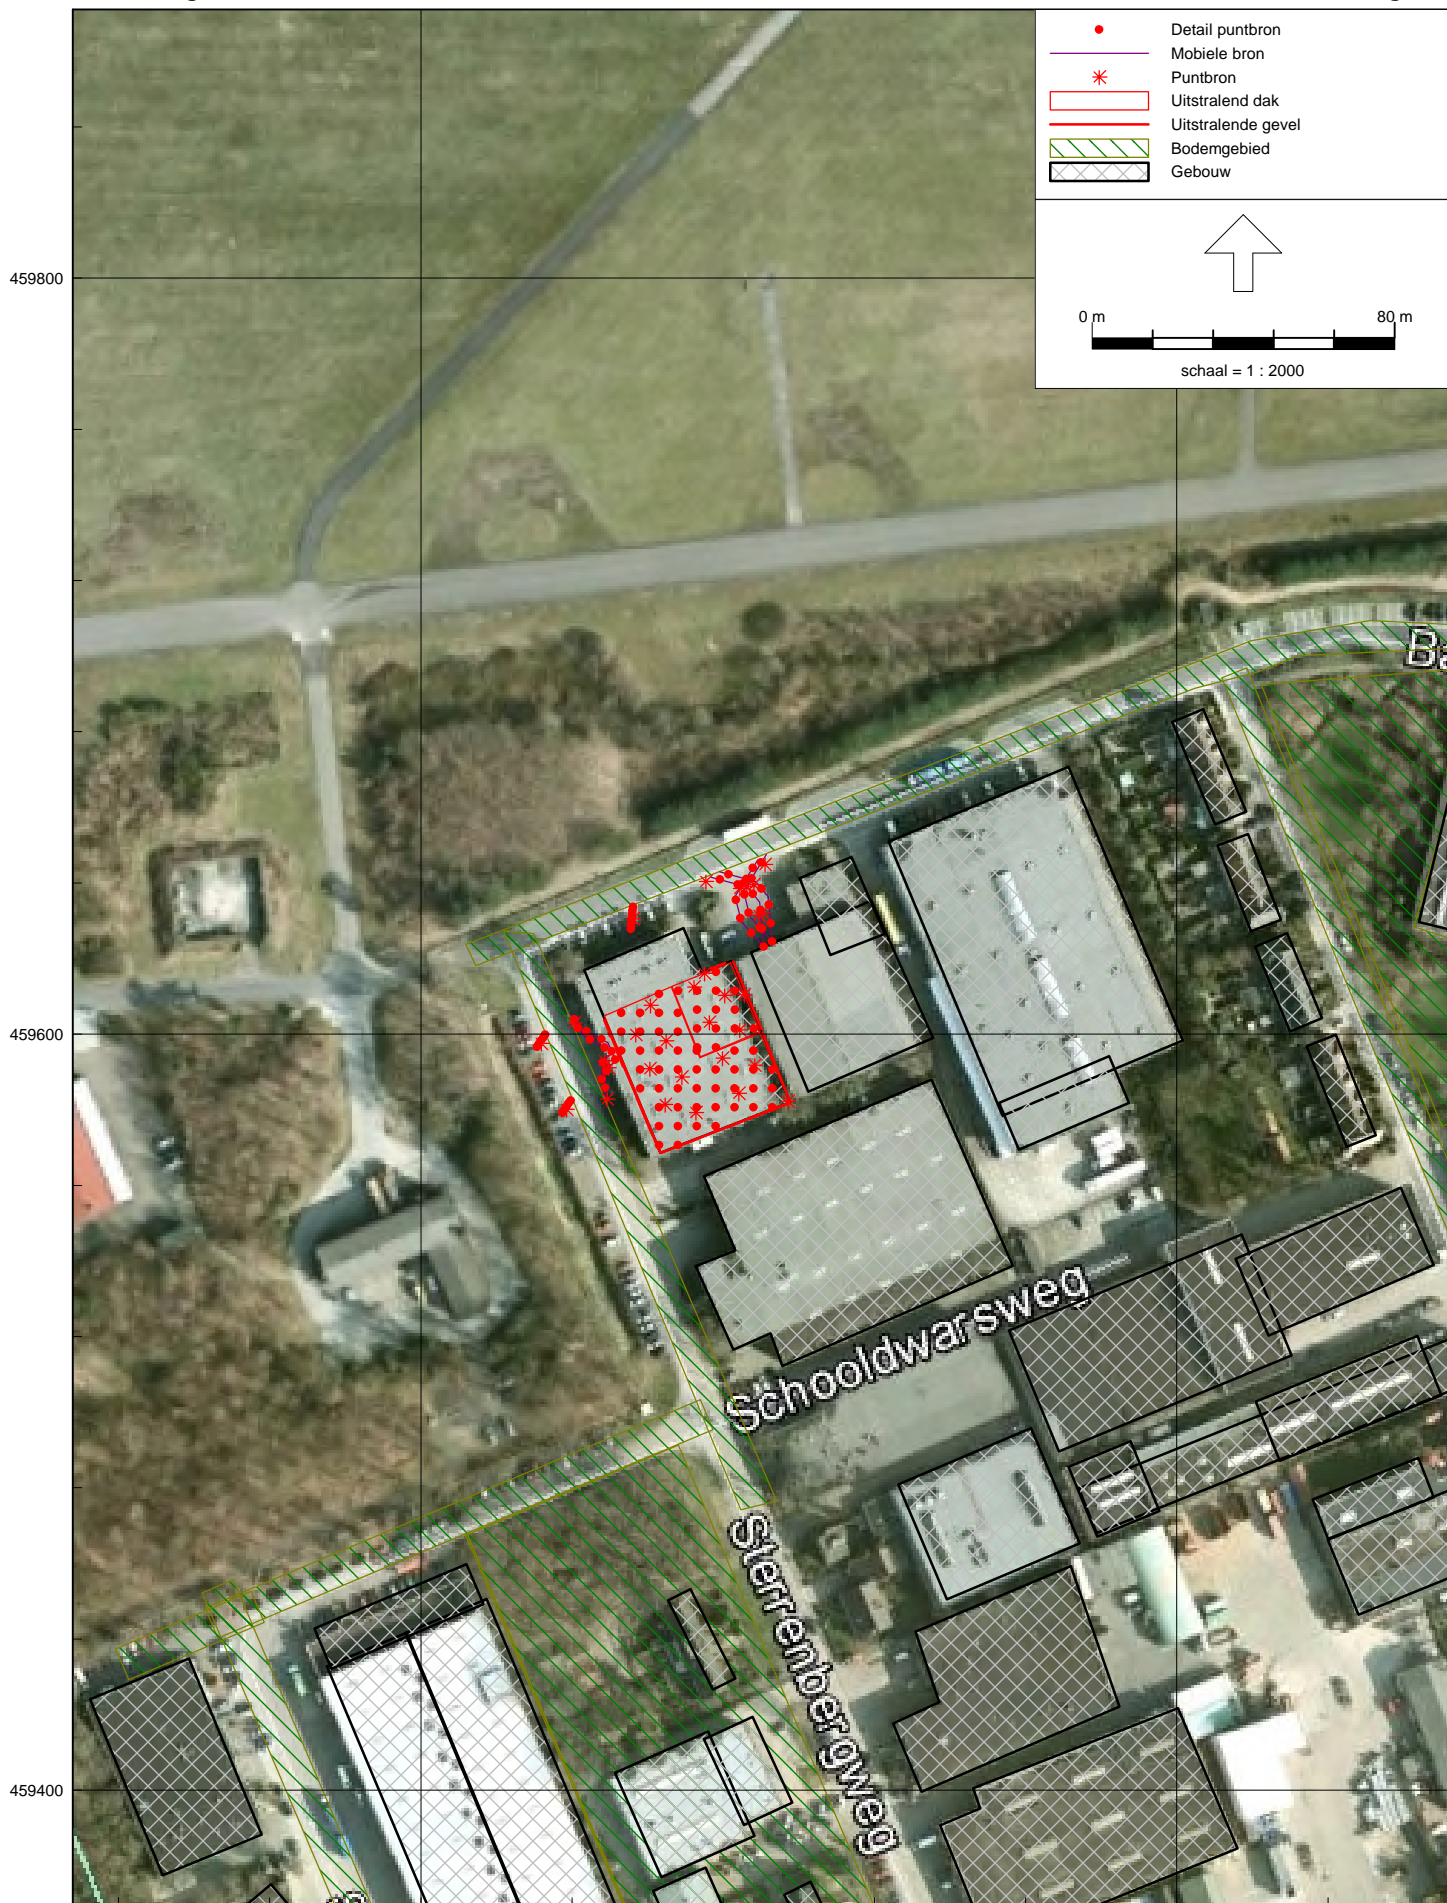 Detail puntbron
Mobiele bron
Puntbron
Uitstralend dak
Uitstralende gevel
Bodemgebied
Gebouw
0 m
80 m
schaal = 1 : 2000
459800
459600
459400
Schooldwarsweg
Sterrenbergweg